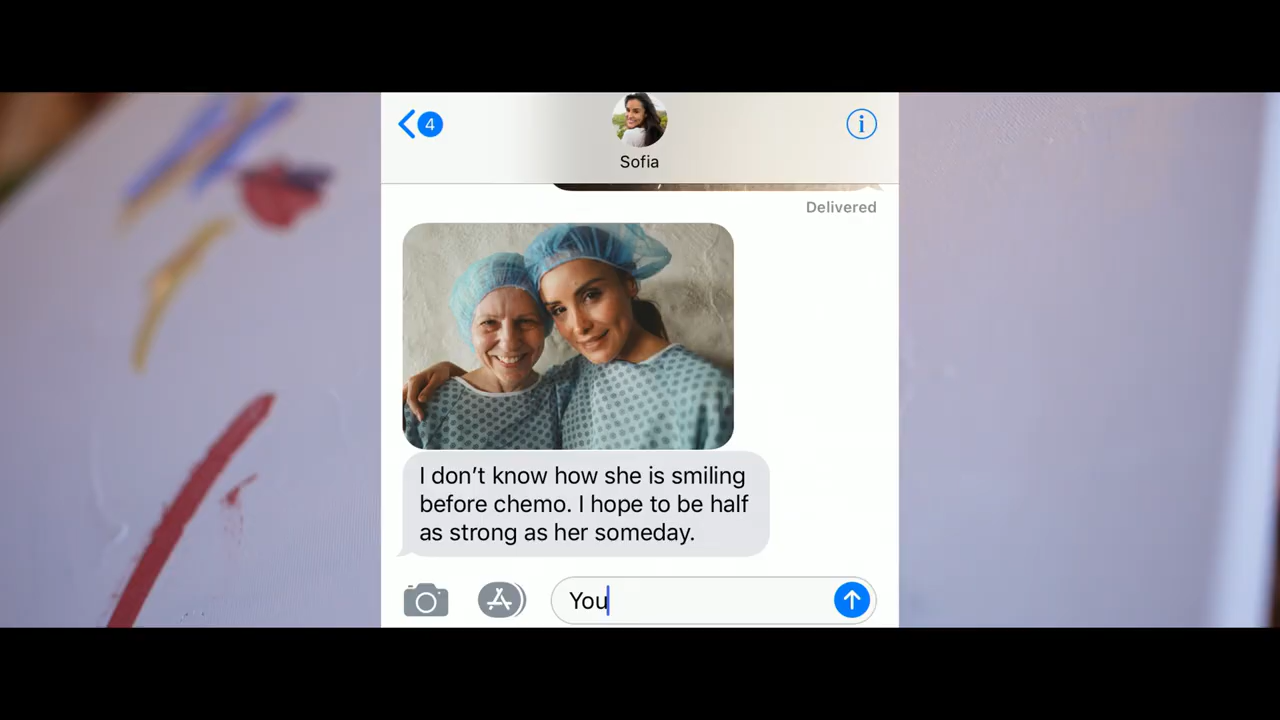 4
Sofia
Delivered
I don’t know how she is smiling
before chemo. I hope to be half
as strong as her someday.
You